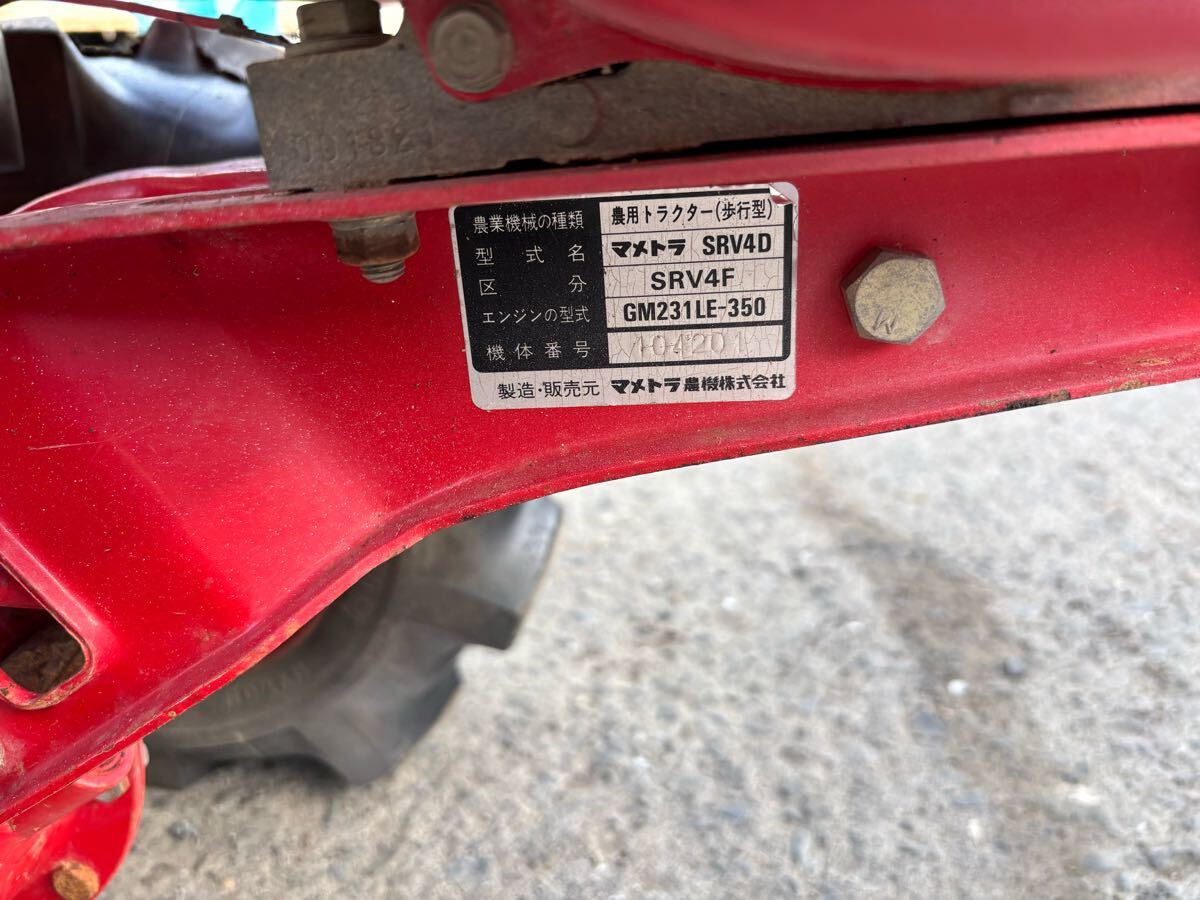 農業機械の種類 農用トラクター(歩行型)
型式名 マメトラ SRV4D
区分 SRV4F
エンジンの型式 GM231LE-350
機体番号 104201
製造・販売元 マメトラ農機株式会社